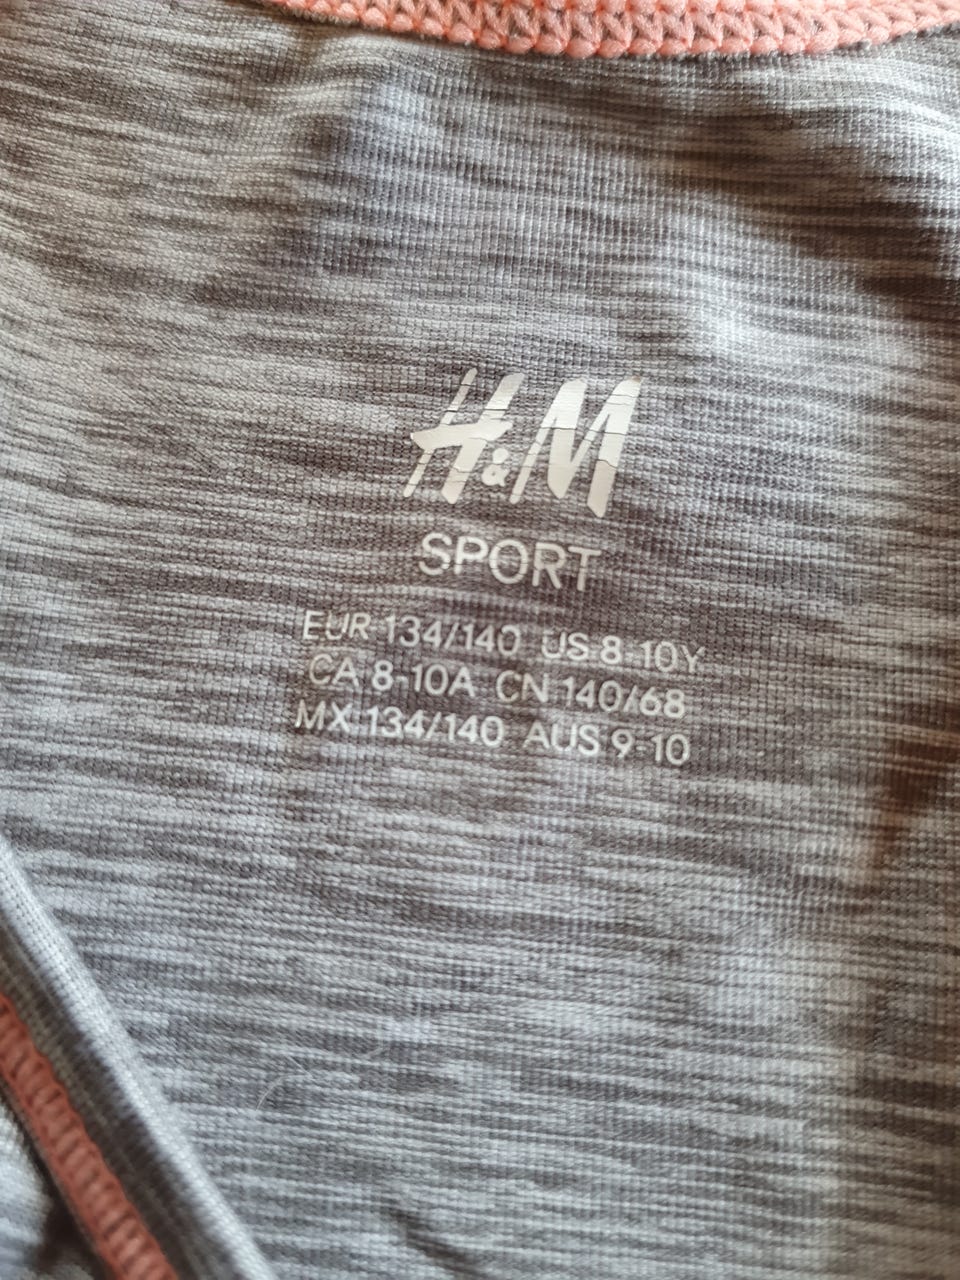 H&M
SPORT
EUR 134/140 US 8-10Y
CA 8-10A CN 140/68
MX 134/140 AUS 9-10